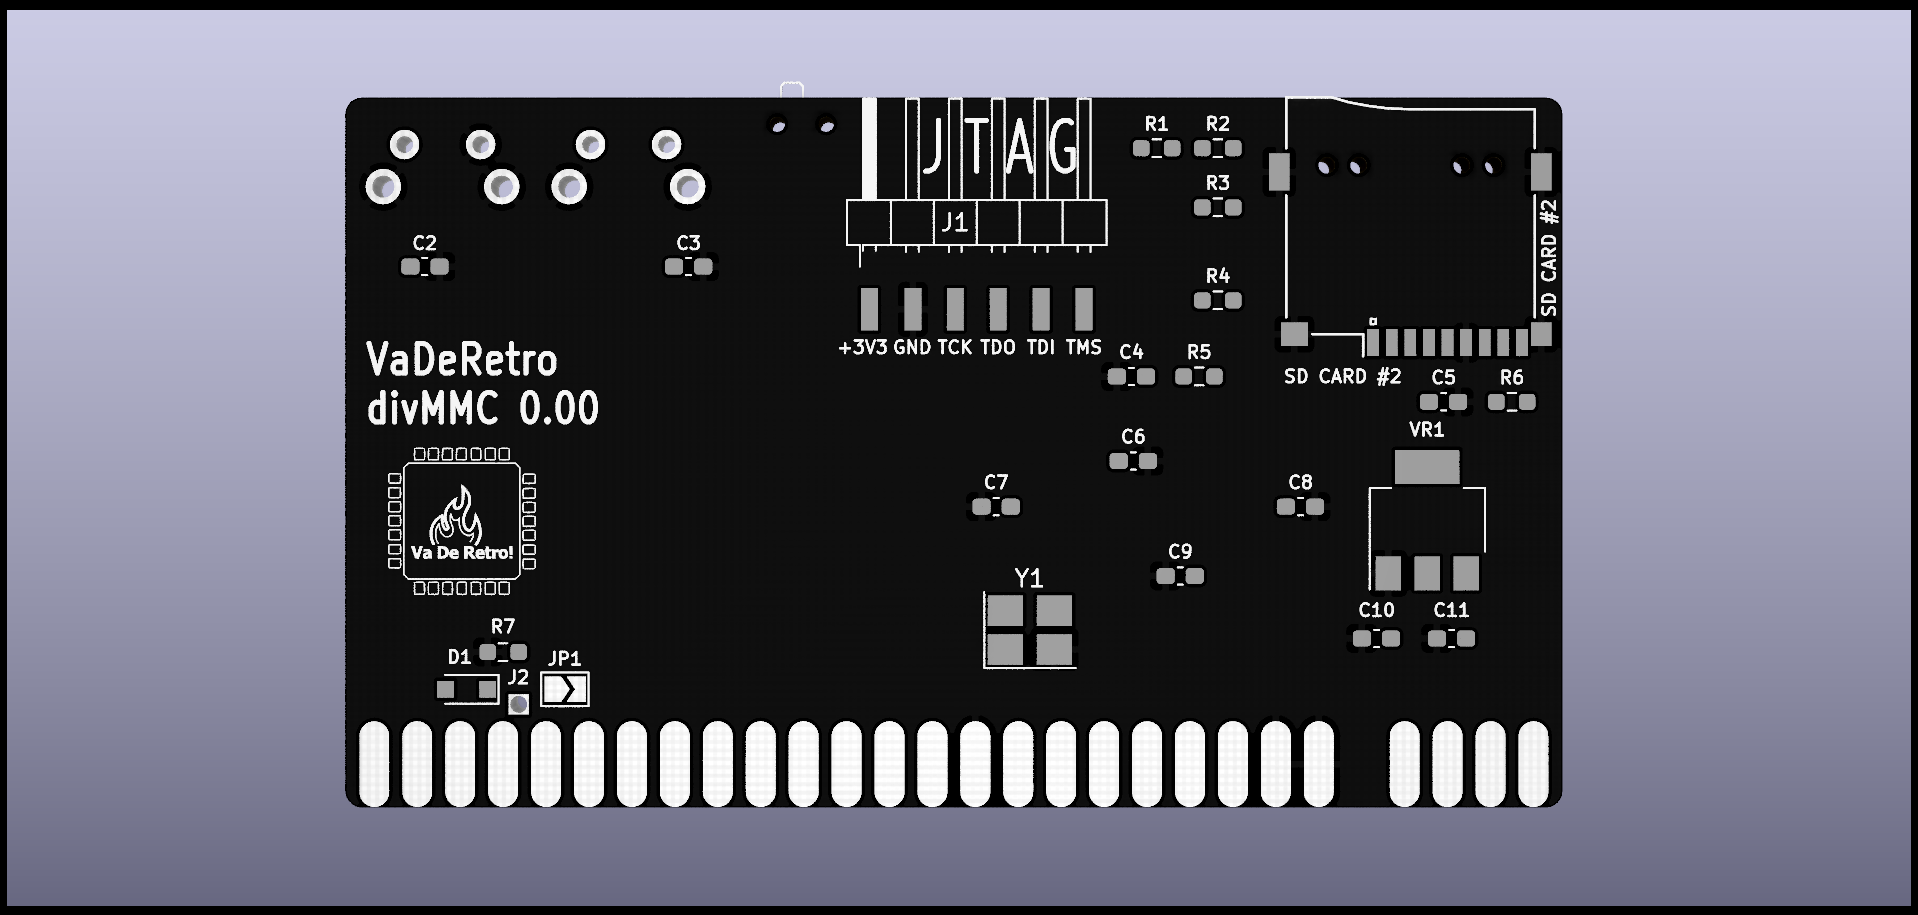 JTAG
R1 R2
R3
SD CARD #2
J1
C2
C3
R4
+3V3 GND TCK TDO TDI TMS
VaDeRetro
divMMC 0.00
C4 R5
SD CARD #2
C5 R6
VR1
C6
C7
C8
Va De Retro!
C9
Y1
C10 C11
R7
D1
JP1
J2